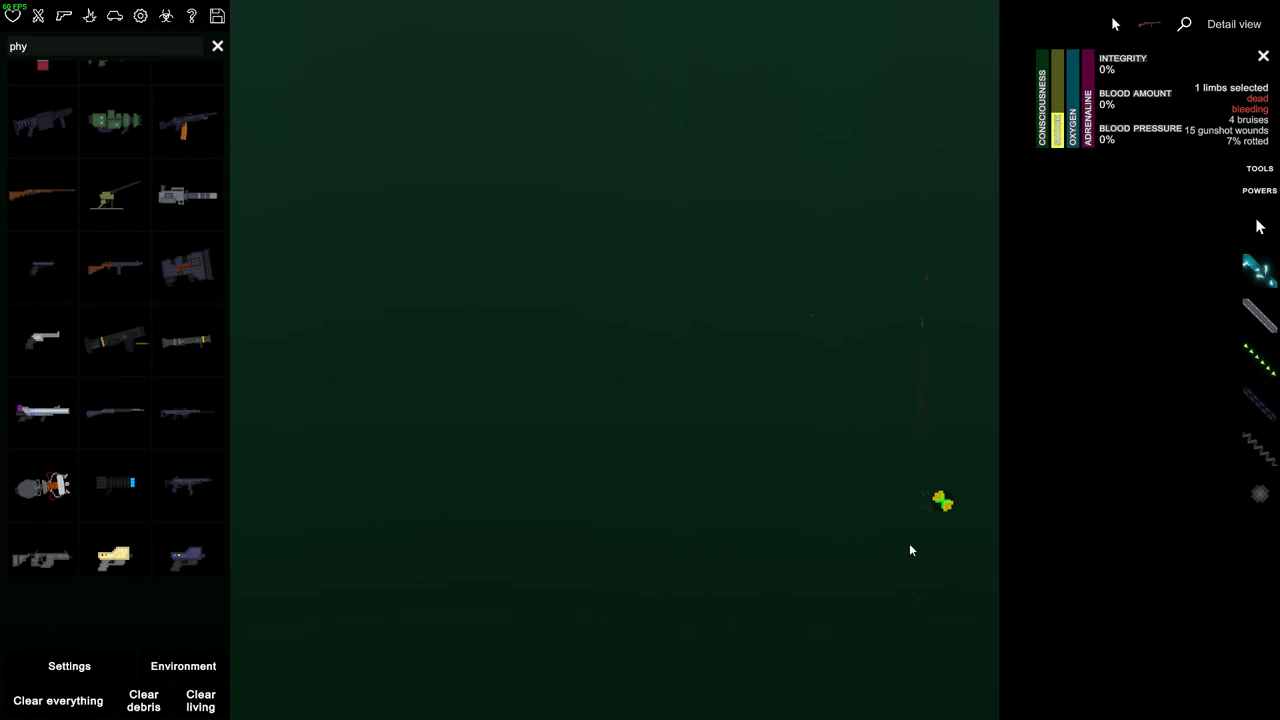 60 FPS
phy
Detail view
CONSCIOUSNESS
SHOCK
OXYGEN
ADRENALINE
INTEGRITY
0%
BLOOD AMOUNT
0%
BLOOD PRESSURE
0%
1 limbs selected
dead
bleeding
4 bruises
15 gunshot wounds
7% rotted
TOOLS
POWERS
Settings
Environment
Clear everything
Clear debris
Clear living